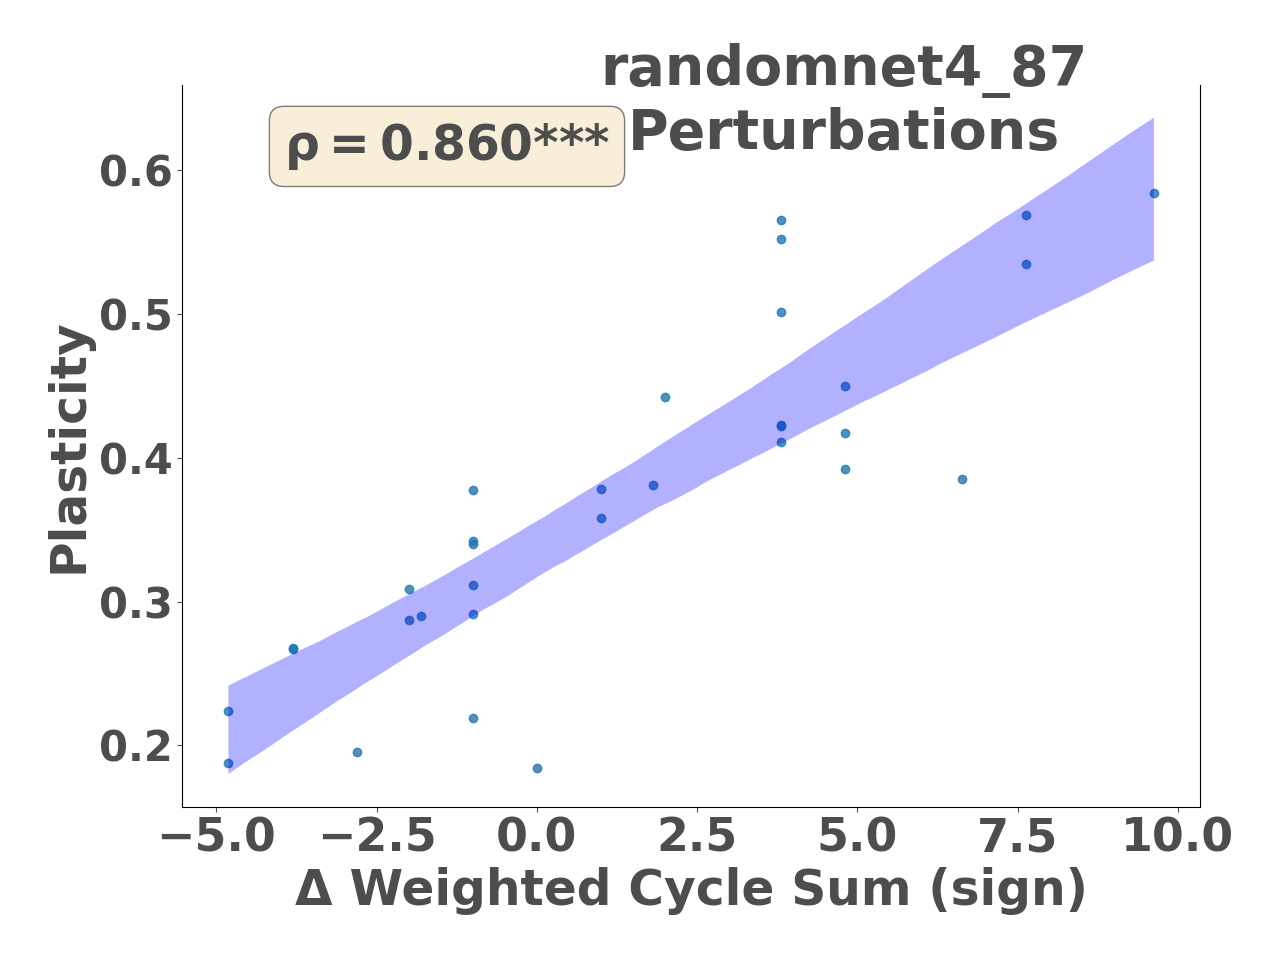 randomnet4_87
Perturbations
ρ = 0.860***
Plasticity
0.6
0.5
0.4
0.3
0.2
−5.0 −2.5 0.0 2.5 5.0 7.5 10.0
Δ Weighted Cycle Sum (sign)